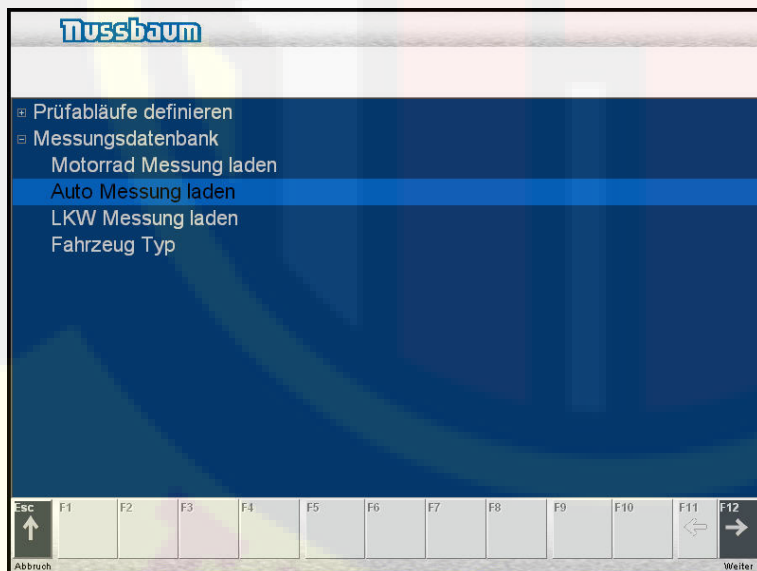 Nussbaum
Prüfabläufe definieren
Messungsdatenbank
Motorrad Messung laden
Auto Messung laden
LKW Messung laden
Fahrzeug Typ
Esc F1 F2 F3 F4 F5 F6 F7 F8 F9 F10 F11 F12
Abbruch Weiter